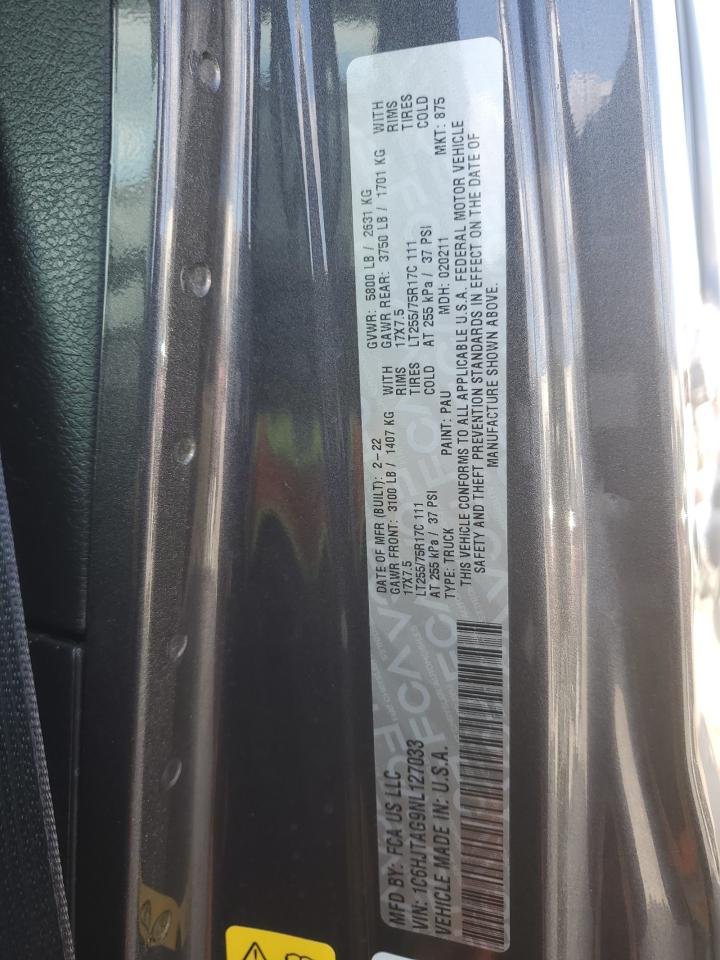 MFD BY: FCA US LLC
VIN: 1C6HJTAG9NL127033
VEHICLE MADE IN: U.S.A.
DATE OF MFR (BUILT): 2-22 GVWR: 5800 LB / 2631 KG
GAWR FRONT: 3100 LB / 1407 KG WITH GAWR REAR: 3750 LB / 1701 KG WITH
17X7.5 RIMS 17X7.5 RIMS
LT255/75R17C 111 TIRES LT255/75R17C 111 TIRES
AT 255 kPa / 37 PSI COLD AT 255 kPa / 37 PSI COLD
TYPE: TRUCK PAINT: PAU MDH: 020211 MKT: 875
THIS VEHICLE CONFORMS TO ALL APPLICABLE U.S.A. FEDERAL MOTOR VEHICLE
SAFETY AND THEFT PREVENTION STANDARDS IN EFFECT ON THE DATE OF
MANUFACTURE SHOWN ABOVE.